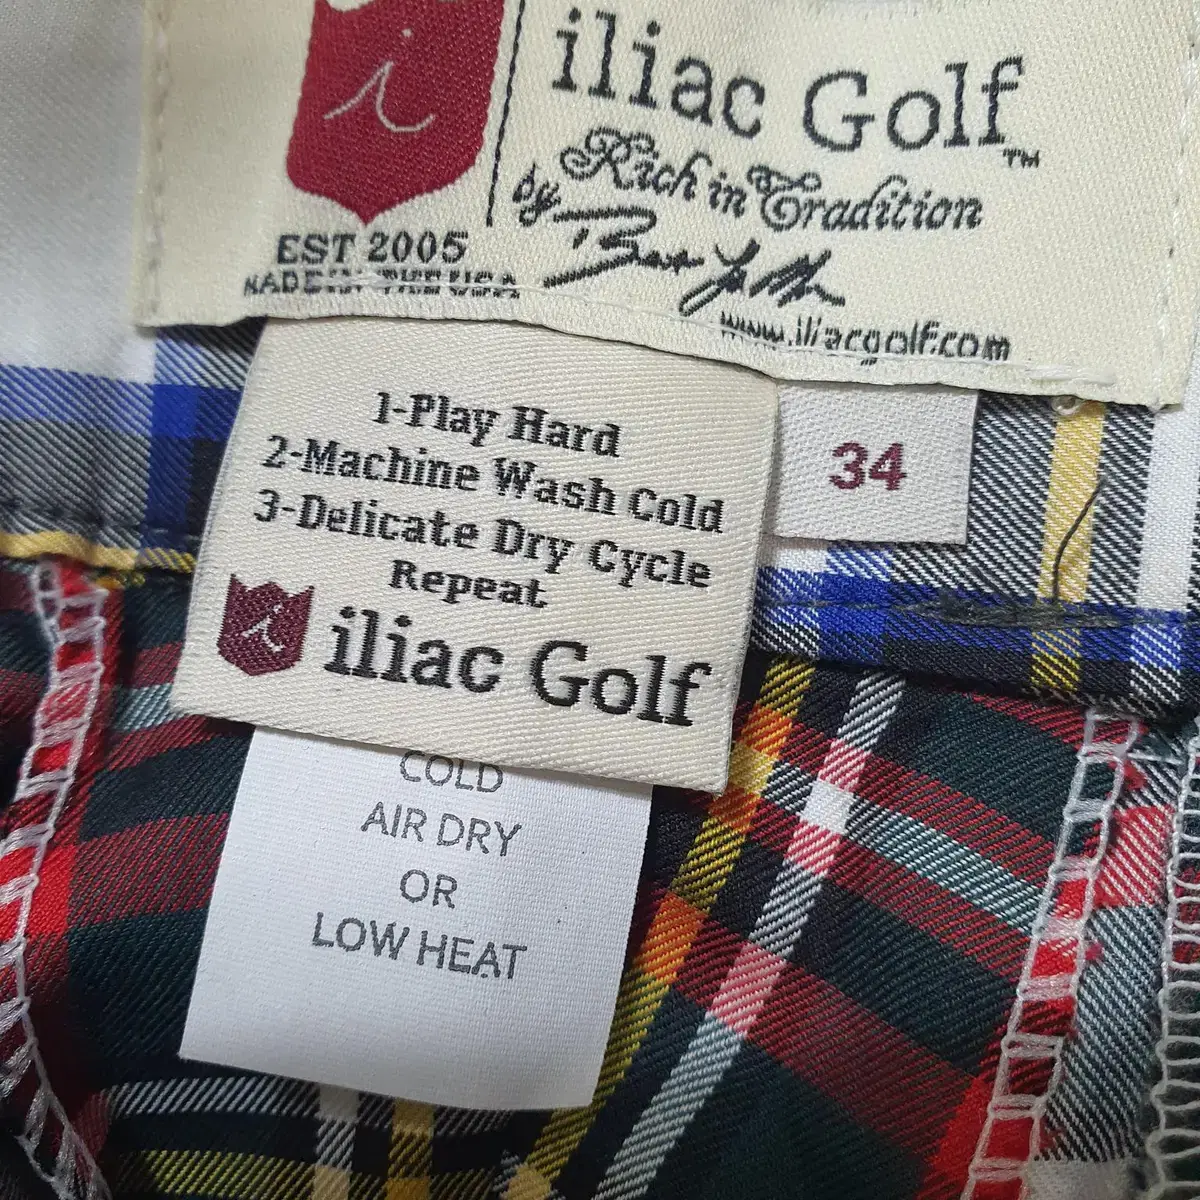 i
iliac Golf™
Rich in Tradition
by
EST 2005
MADE IN THE USA
www.iliacgolf.com
1-Play Hard
2-Machine Wash Cold
3-Delicate Dry Cycle
Repeat
i
iliac Golf
34
COLD
AIR DRY
OR
LOW HEAT